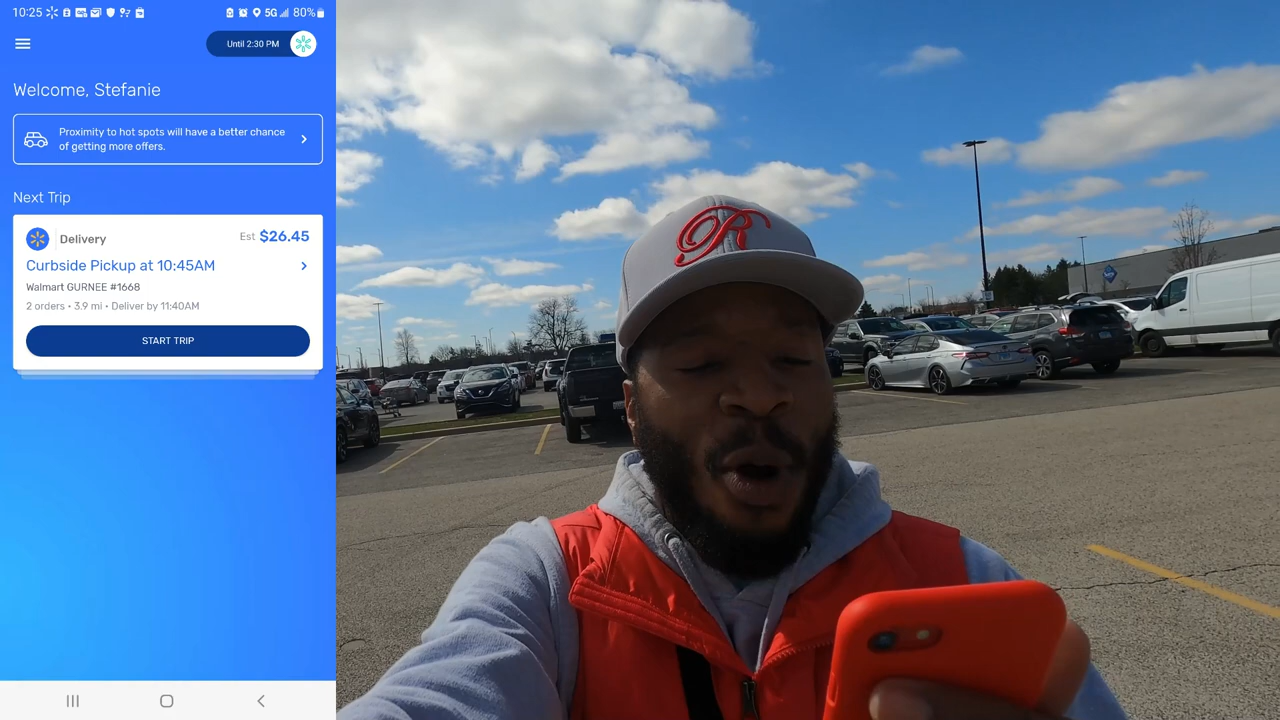 10:25
5G 80%
Until 2:30 PM
Welcome, Stefanie
Proximity to hot spots will have a better chance
of getting more offers.
Next Trip
Delivery
Est $26.45
Curbside Pickup at 10:45AM
Walmart GURNEE #1668
2 orders • 3.9 mi • Deliver by 11:40AM
START TRIP
R